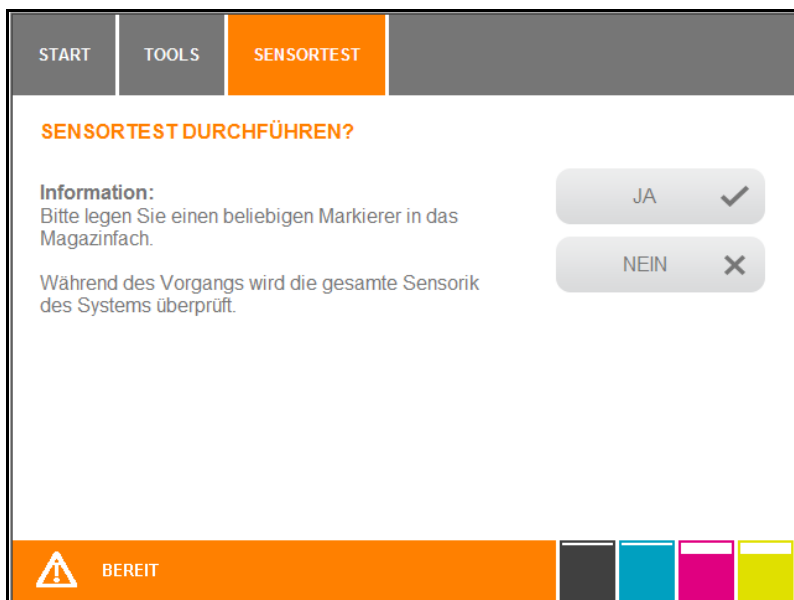 START
TOOLS
SENSORTEST
SENSORTEST DURCHFÜHREN?
Information:
Bitte legen Sie einen beliebigen Markierer in das
Magazinfach.
Während des Vorgangs wird die gesamte Sensorik
des Systems überprüft.
JA
NEIN
BEREIT